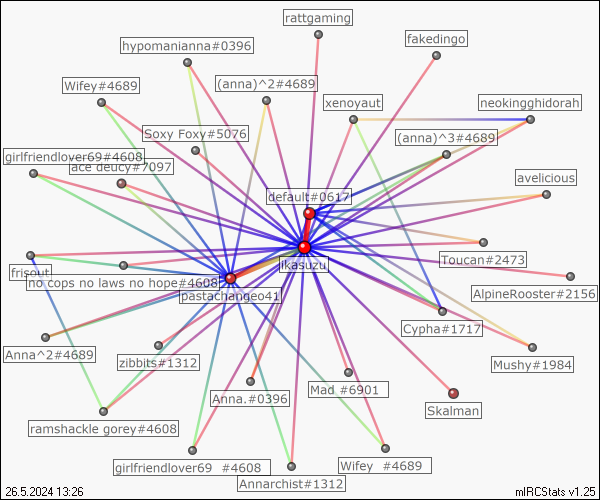 rattgaming
fakedingo
hypomanianna#0396
Wifey#4689
(anna)^2#4689
xenoyaut
neokingghidorah
Soxy Foxy#5076
(anna)^3#4689
girlfriendlover69#4608
ace deucy#7097
avelicious
default#0617
Toucan#2473
ikasuzu
frisout
no cops no laws no hope#4608
pastachangeo41
AlpineRooster#2156
Cypha#1717
Anna^2#4689
zibbits#1312
Mushy#1984
Mad #6901
Anna.#0396
Skalman
ramshackle gorey#4608
girlfriendlover69 #4608
Wifey #4689
Annarchist#1312
26.5.2024 13:26
mIRCStats v1.25